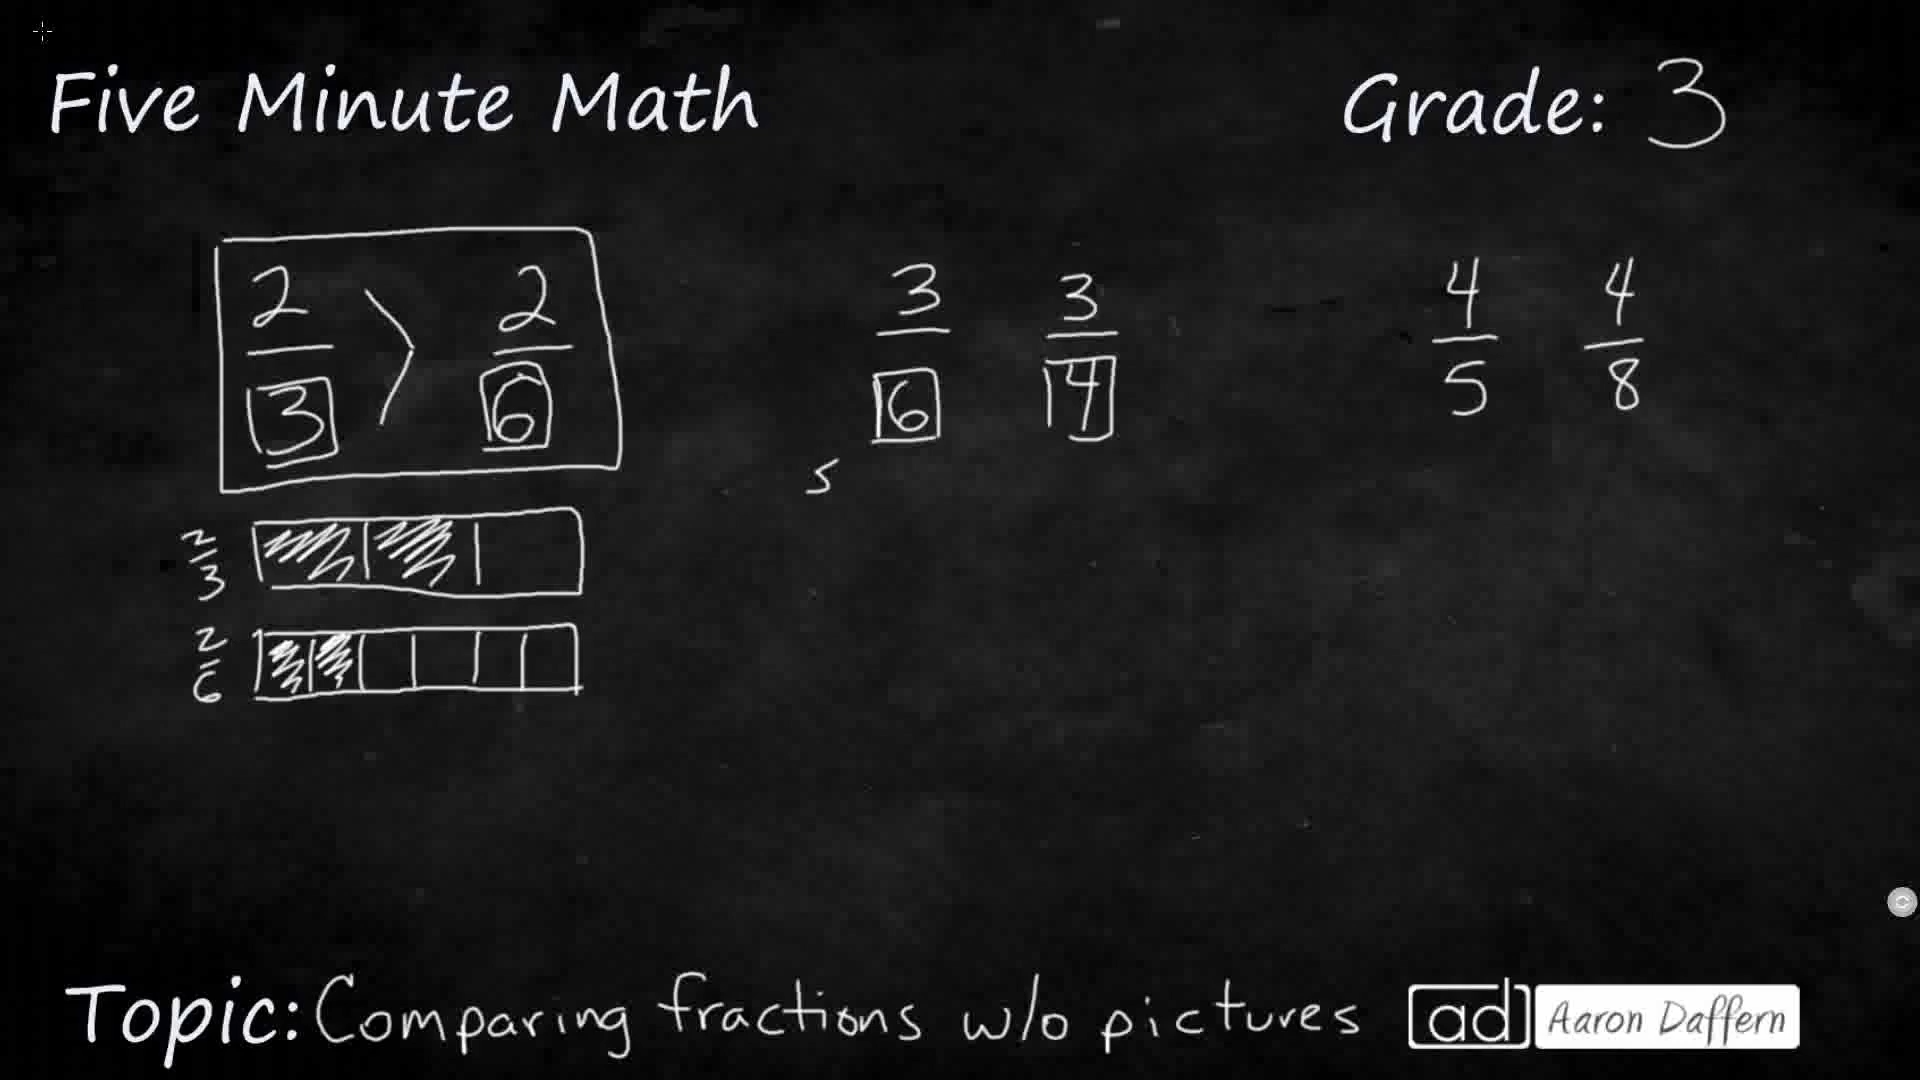 Five Minute Math
Grade: 3
2/3 > 2/6
3/6 3/4
4/5 4/8
5
2/3
2/6
Topic: Comparing fractions w/o pictures
ad Aaron Daffern